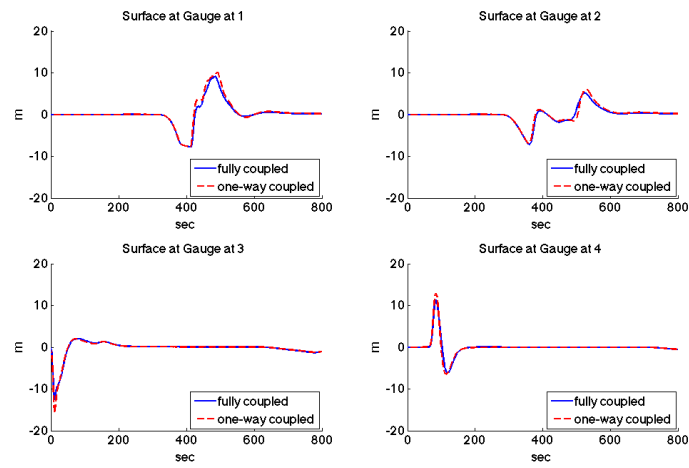 Surface at Gauge at 1
20
10
0
-10
-20
m
fully coupled
one-way coupled
0 200 400 600 800
sec
Surface at Gauge at 2
20
10
0
-10
-20
m
fully coupled
one-way coupled
0 200 400 600 800
sec
Surface at Gauge at 3
20
10
0
-10
-20
m
fully coupled
one-way coupled
0 200 400 600 800
sec
Surface at Gauge at 4
20
10
0
-10
-20
m
fully coupled
one-way coupled
0 200 400 600 800
sec